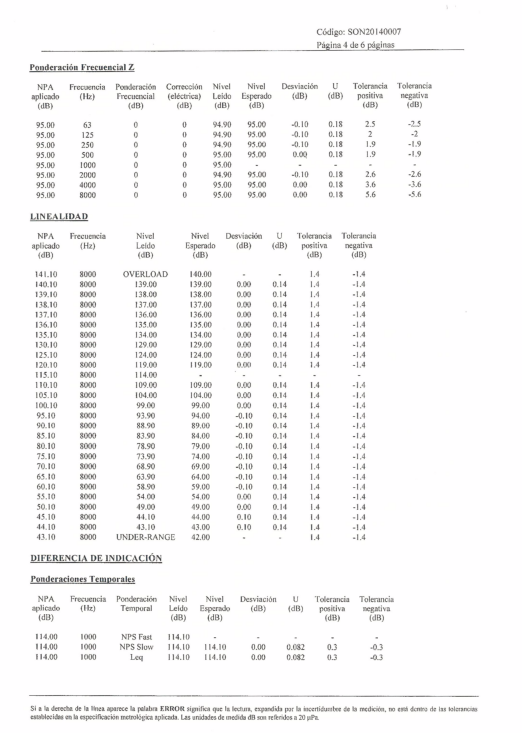 Código: SON20140007
Página 4 de 6 páginas
Ponderación Frecuencial Z
NPA Frecuencia Ponderación Corrección Nivel Nivel Desviación U Tolerancia Tolerancia
aplicado (Hz) Frecuencial (eléctrica) Leído Esperado (dB) (dB) positiva negativa
(dB) (dB) (dB) (dB) (dB) (dB) (dB)
95.00 63 0 0 94.90 95.00 -0.10 0.18 2.5 -2.5
95.00 125 0 0 94.90 95.00 -0.10 0.18 2 -2
95.00 250 0 0 94.90 95.00 -0.10 0.18 1.9 -1.9
95.00 500 0 0 95.00 95.00 0.00 0.18 1.9 -1.9
95.00 1000 0 0 95.00 - - - - -
95.00 2000 0 0 94.90 95.00 -0.10 0.18 2.6 -2.6
95.00 4000 0 0 95.00 95.00 0.00 0.18 3.6 -3.6
95.00 8000 0 0 95.00 95.00 0.00 0.18 5.6 -5.6
LINEALIDAD
NPA Frecuencia Nivel Nivel Desviación U Tolerancia Tolerancia
aplicado (Hz) Leído Esperado (dB) (dB) positiva negativa
(dB) (dB) (dB) (dB) (dB)
141.10 8000 OVERLOAD 140.00 - - 1.4 -1.4
140.10 8000 139.00 139.00 0.00 0.14 1.4 -1.4
139.10 8000 138.00 138.00 0.00 0.14 1.4 -1.4
138.10 8000 137.00 137.00 0.00 0.14 1.4 -1.4
137.10 8000 136.00 136.00 0.00 0.14 1.4 -1.4
136.10 8000 135.00 135.00 0.00 0.14 1.4 -1.4
135.10 8000 134.00 134.00 0.00 0.14 1.4 -1.4
130.10 8000 129.00 129.00 0.00 0.14 1.4 -1.4
125.10 8000 124.00 124.00 0.00 0.14 1.4 -1.4
120.10 8000 119.00 119.00 0.00 0.14 1.4 -1.4
115.10 8000 114.00 - - - - -
110.10 8000 109.00 109.00 0.00 0.14 1.4 -1.4
105.10 8000 104.00 104.00 0.00 0.14 1.4 -1.4
100.10 8000 99.00 99.00 0.00 0.14 1.4 -1.4
95.10 8000 93.90 94.00 -0.10 0.14 1.4 -1.4
90.10 8000 88.90 89.00 -0.10 0.14 1.4 -1.4
85.10 8000 83.90 84.00 -0.10 0.14 1.4 -1.4
80.10 8000 78.90 79.00 -0.10 0.14 1.4 -1.4
75.10 8000 73.90 74.00 -0.10 0.14 1.4 -1.4
70.10 8000 68.90 69.00 -0.10 0.14 1.4 -1.4
65.10 8000 63.90 64.00 -0.10 0.14 1.4 -1.4
60.10 8000 58.90 59.00 -0.10 0.14 1.4 -1.4
55.10 8000 54.00 54.00 0.00 0.14 1.4 -1.4
50.10 8000 49.00 49.00 0.00 0.14 1.4 -1.4
45.10 8000 44.10 44.00 0.10 0.14 1.4 -1.4
44.10 8000 43.10 43.00 0.10 0.14 1.4 -1.4
43.10 8000 UNDER-RANGE 42.00 - - 1.4 -1.4
DIFERENCIA DE INDICACIÓN
Ponderaciones Temporales
NPA Frecuencia Ponderación Nivel Nivel Desviación U Tolerancia Tolerancia
aplicado (Hz) Temporal Leído Esperado (dB) (dB) positiva negativa
(dB) (dB) (dB) (dB) (dB)
114.00 1000 NPS Fast 114.10 - - - - -
114.00 1000 NPS Slow 114.10 114.10 0.00 0.082 0.3 -0.3
114.00 1000 Leq 114.10 114.10 0.00 0.082 0.3 -0.3
Si a la derecha de la línea aparece la palabra ERROR significa que la lectura, expandida por la incertidumbre de la medición, no está dentro de las tolerancias
establecidas en la especificación metrológica aplicada. Las unidades de medida dB son referidos a 20 µPa.